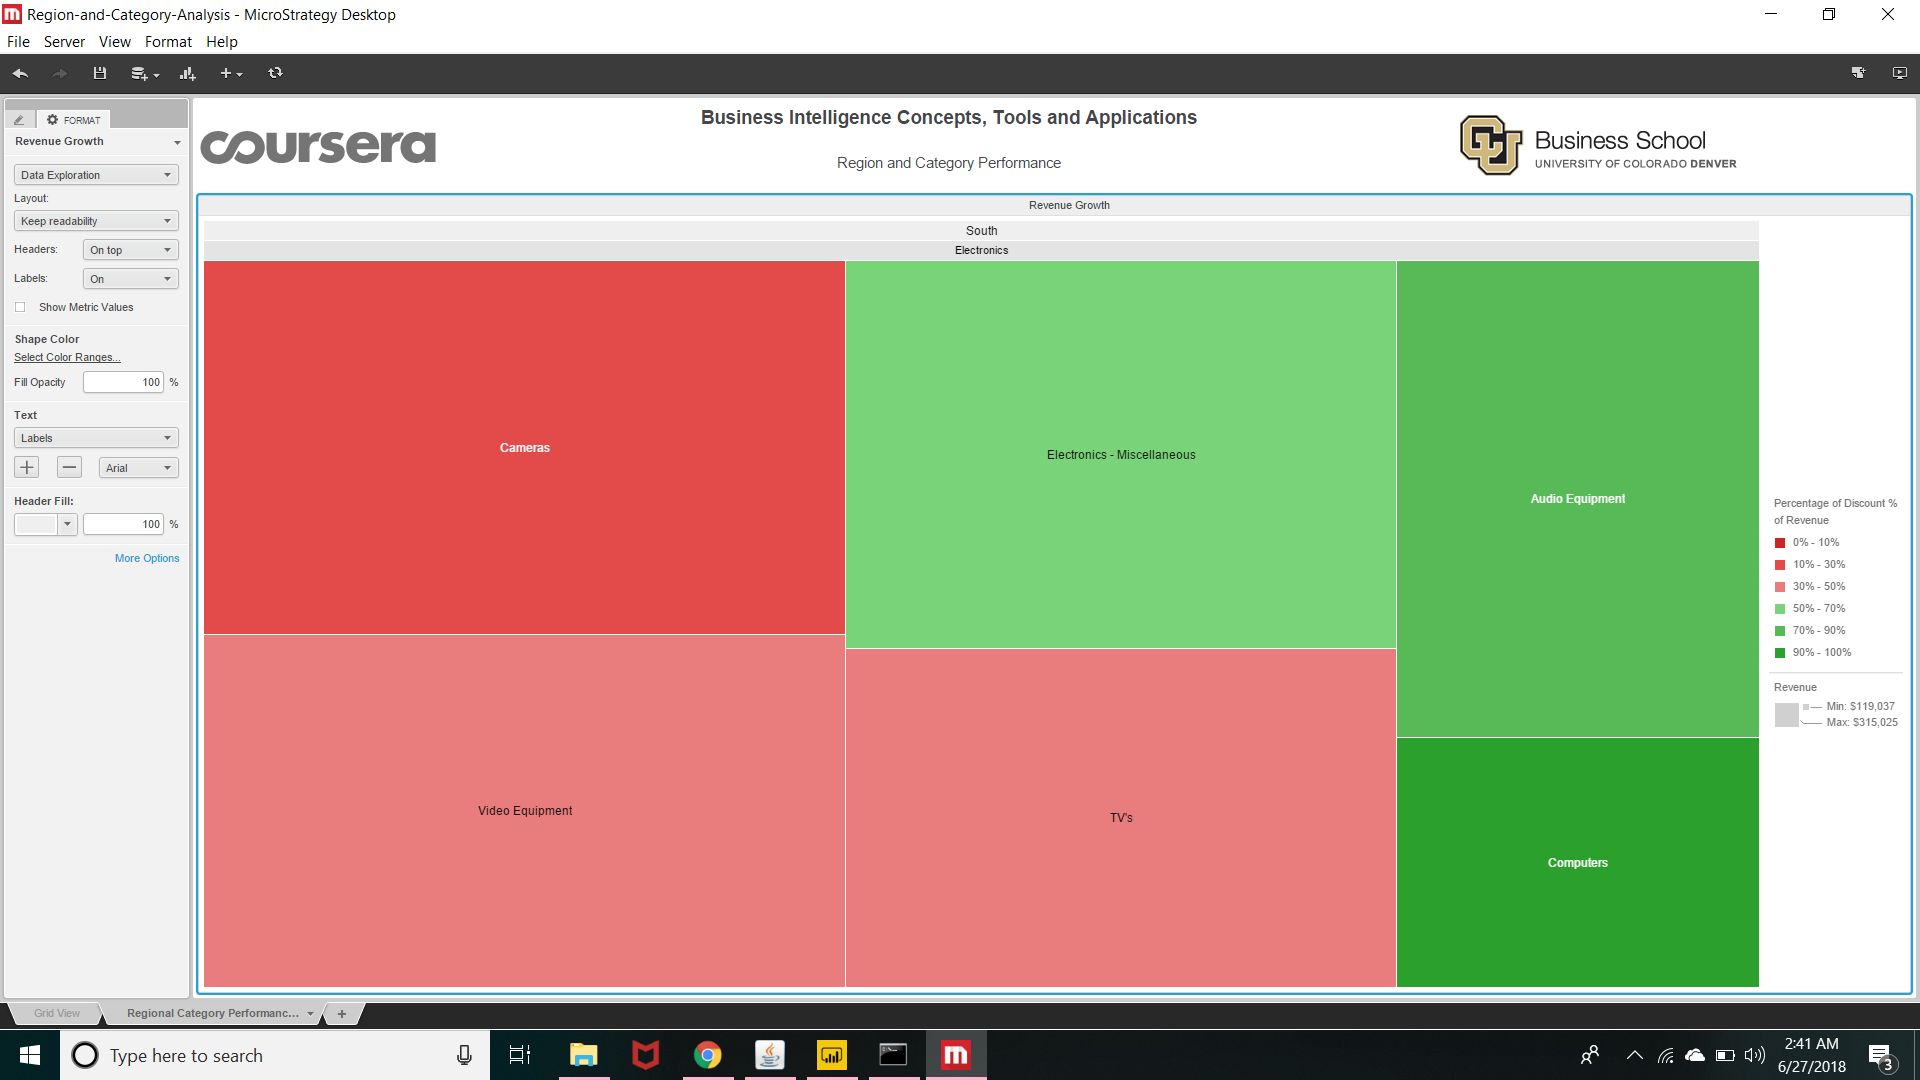 Region-and-Category-Analysis - MicroStrategy Desktop
File Server View Format Help
FORMAT
Revenue Growth
Data Exploration
Layout:
Keep readability
Headers: On top
Labels: On
Show Metric Values
Shape Color
Select Color Ranges...
Fill Opacity 100 %
Text
Labels
Arial
Header Fill:
100 %
More Options
coursera
Business Intelligence Concepts, Tools and Applications
Region and Category Performance
CU
Business School
UNIVERSITY OF COLORADO DENVER
Revenue Growth
South
Electronics
Cameras
Electronics - Miscellaneous
Audio Equipment
Video Equipment
TV's
Computers
Percentage of Discount %
of Revenue
0% - 10%
10% - 30%
30% - 50%
50% - 70%
70% - 90%
90% - 100%
Revenue
Min: $119,037
Max: $315,025
Grid View
Regional Category Performanc...
Type here to search
2:41 AM
6/27/2018
3